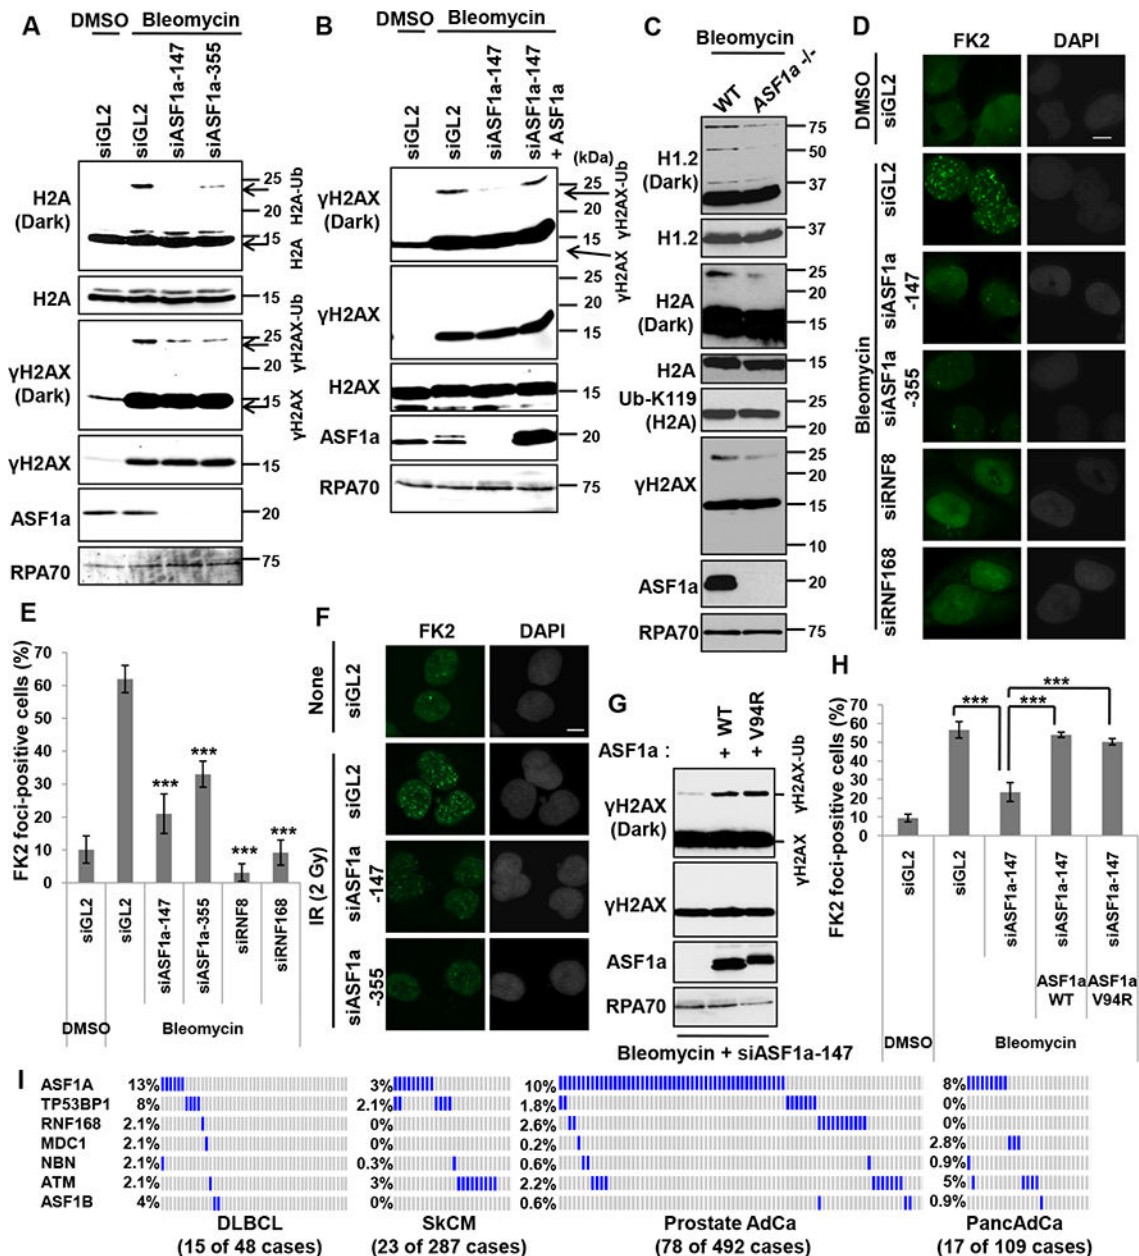 A
DMSO Bleomycin
siGL2
siGL2
siASF1a-147
siASF1a-355
H2A
(Dark)
25
20
15
H2A-Ub
H2A
H2A
15
γH2AX
(Dark)
25
20
15
γH2AX-Ub
γH2AX
γH2AX
15
ASF1a
20
RPA70
75
B
DMSO Bleomycin
siGL2
siGL2
siASF1a-147
siASF1a-147
+ ASF1a
(kDa)
γH2AX
(Dark)
25
20
15
γH2AX-Ub
γH2AX
γH2AX
25
20
15
H2AX
15
ASF1a
20
RPA70
75
C
Bleomycin
WT
ASF1a -/-
H1.2
(Dark)
75
50
37
H1.2
37
H2A
(Dark)
25
20
15
H2A
15
Ub-K119
(H2A)
25
20
γH2AX
25
20
15
10
ASF1a
20
RPA70
75
D
FK2 DAPI
DMSO
siGL2
Bleomycin
siGL2
siASF1a
-147
siASF1a
-355
siRNF8
siRNF168
E
FK2 foci-positive cells (%)
70
60
50
40
30
20
10
0
***
***
***
***
siGL2
siGL2
siASF1a-147
siASF1a-355
siRNF8
siRNF168
DMSO Bleomycin
F
FK2 DAPI
None
siGL2
IR (2 Gy)
siGL2
siASF1a
-147
siASF1a
-355
G
ASF1a :
+ WT
+ V94R
γH2AX
(Dark)
γH2AX-Ub
γH2AX
γH2AX
ASF1a
RPA70
Bleomycin + siASF1a-147
H
FK2 foci-positive cells (%)
70
60
50
40
30
20
10
0
***
***
***
siGL2
siGL2
siASF1a-147
siASF1a-147
siASF1a-147
ASF1a
WT
ASF1a
V94R
DMSO Bleomycin
I
ASF1A 13% 3% 10% 8%
TP53BP1 8% 2.1% 1.8% 0%
RNF168 2.1% 0% 2.6% 0%
MDC1 2.1% 0% 0.2% 2.8%
NBN 2.1% 0.3% 0.6% 0.9%
ATM 2.1% 3% 2.2% 5%
ASF1B 4% 0% 0.6% 0.9%
DLBCL SkCM Prostate AdCa PancAdCa
(15 of 48 cases) (23 of 287 cases) (78 of 492 cases) (17 of 109 cases)